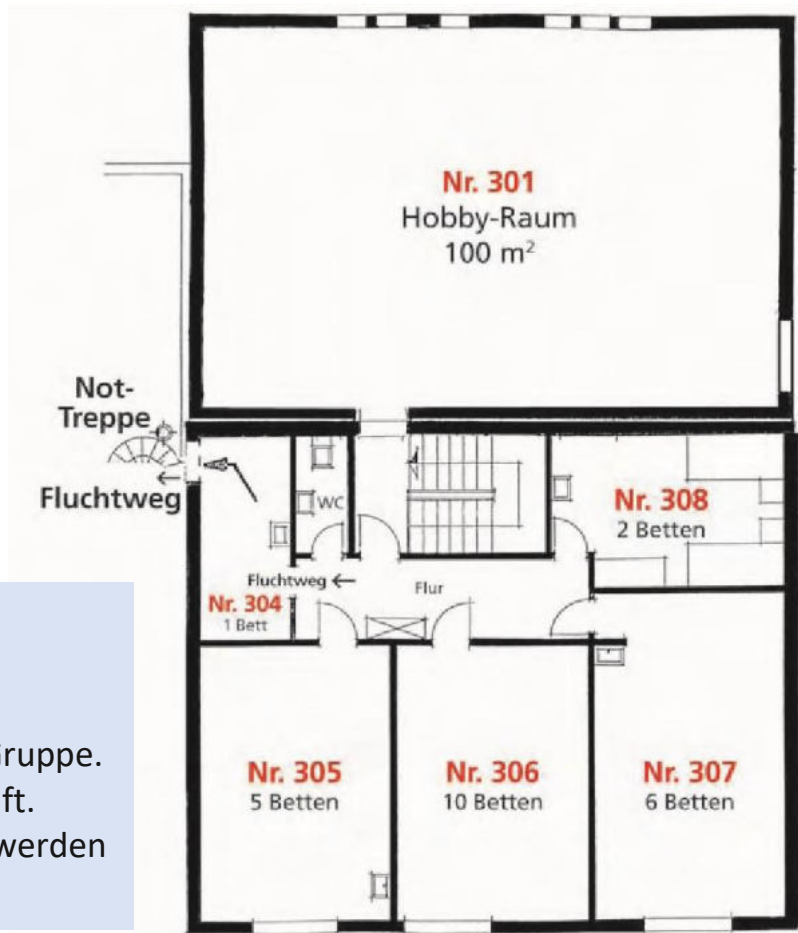 Nr. 301
Hobby-Raum
100 m²
Not-
Treppe
Fluchtweg
WC
Nr. 308
2 Betten
Fluchtweg ←
Flur
Nr. 304
1 Bett
Nr. 305
5 Betten
Nr. 306
10 Betten
Nr. 307
6 Betten
Gruppe.
ft.
werden